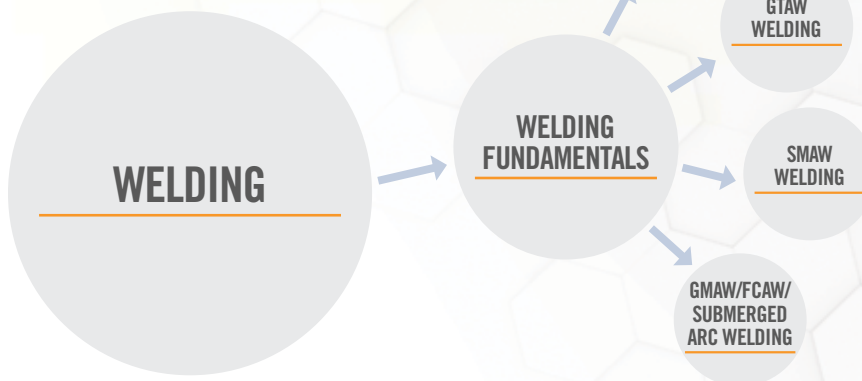 WELDING
WELDING
FUNDAMENTALS
GTAW
WELDING
SMAW
WELDING
GMAW/FCAW/
SUBMERGED
ARC WELDING